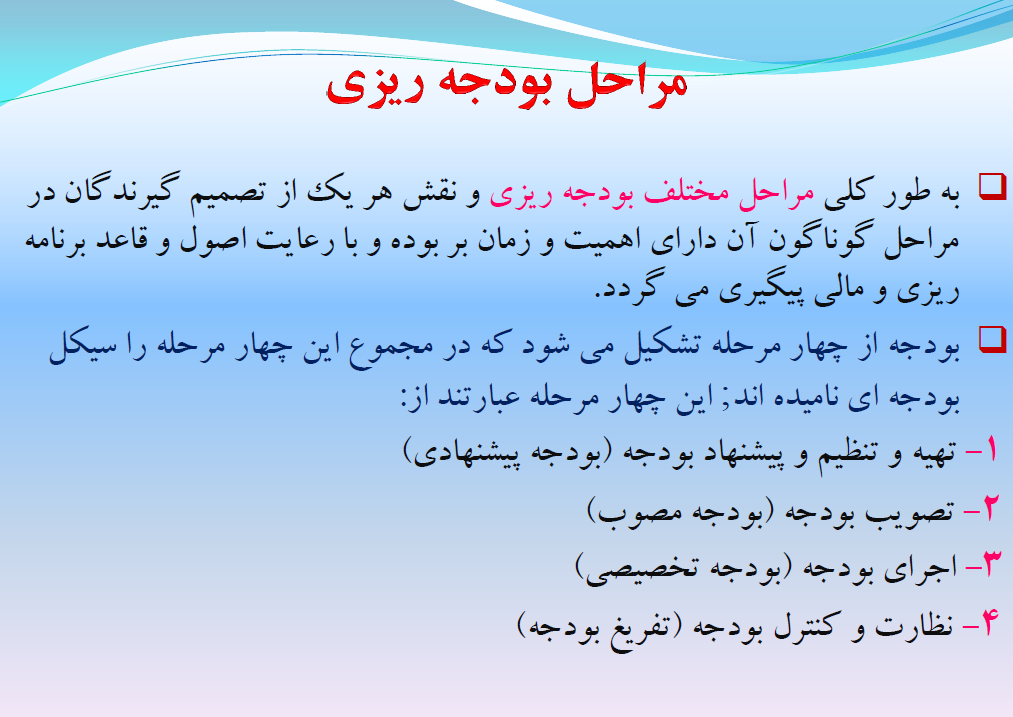 مراحل بودجه ریزی
به طور کلی مراحل مختلف بودجه ریزی و نقش هر یک از تصمیم گیرندگان در
مراحل گوناگون آن دارای اهمیت و زمان بر بوده و با رعایت اصول و قاعد برنامه
ریزی و مالی پیگیری می گردد.
بودجه از چهار مرحله تشکیل می شود که در مجموع این چهار مرحله را سیکل
بودجه ای نامیده اند; این چهار مرحله عبارتند از:
۱- تهیه و تنظیم و پیشنهاد بودجه (بودجه پیشنهادی)
۲- تصویب بودجه (بودجه مصوب)
۳- اجرای بودجه (بودجه تخصیصی)
۴- نظارت و کنترل بودجه (تفریغ بودجه)